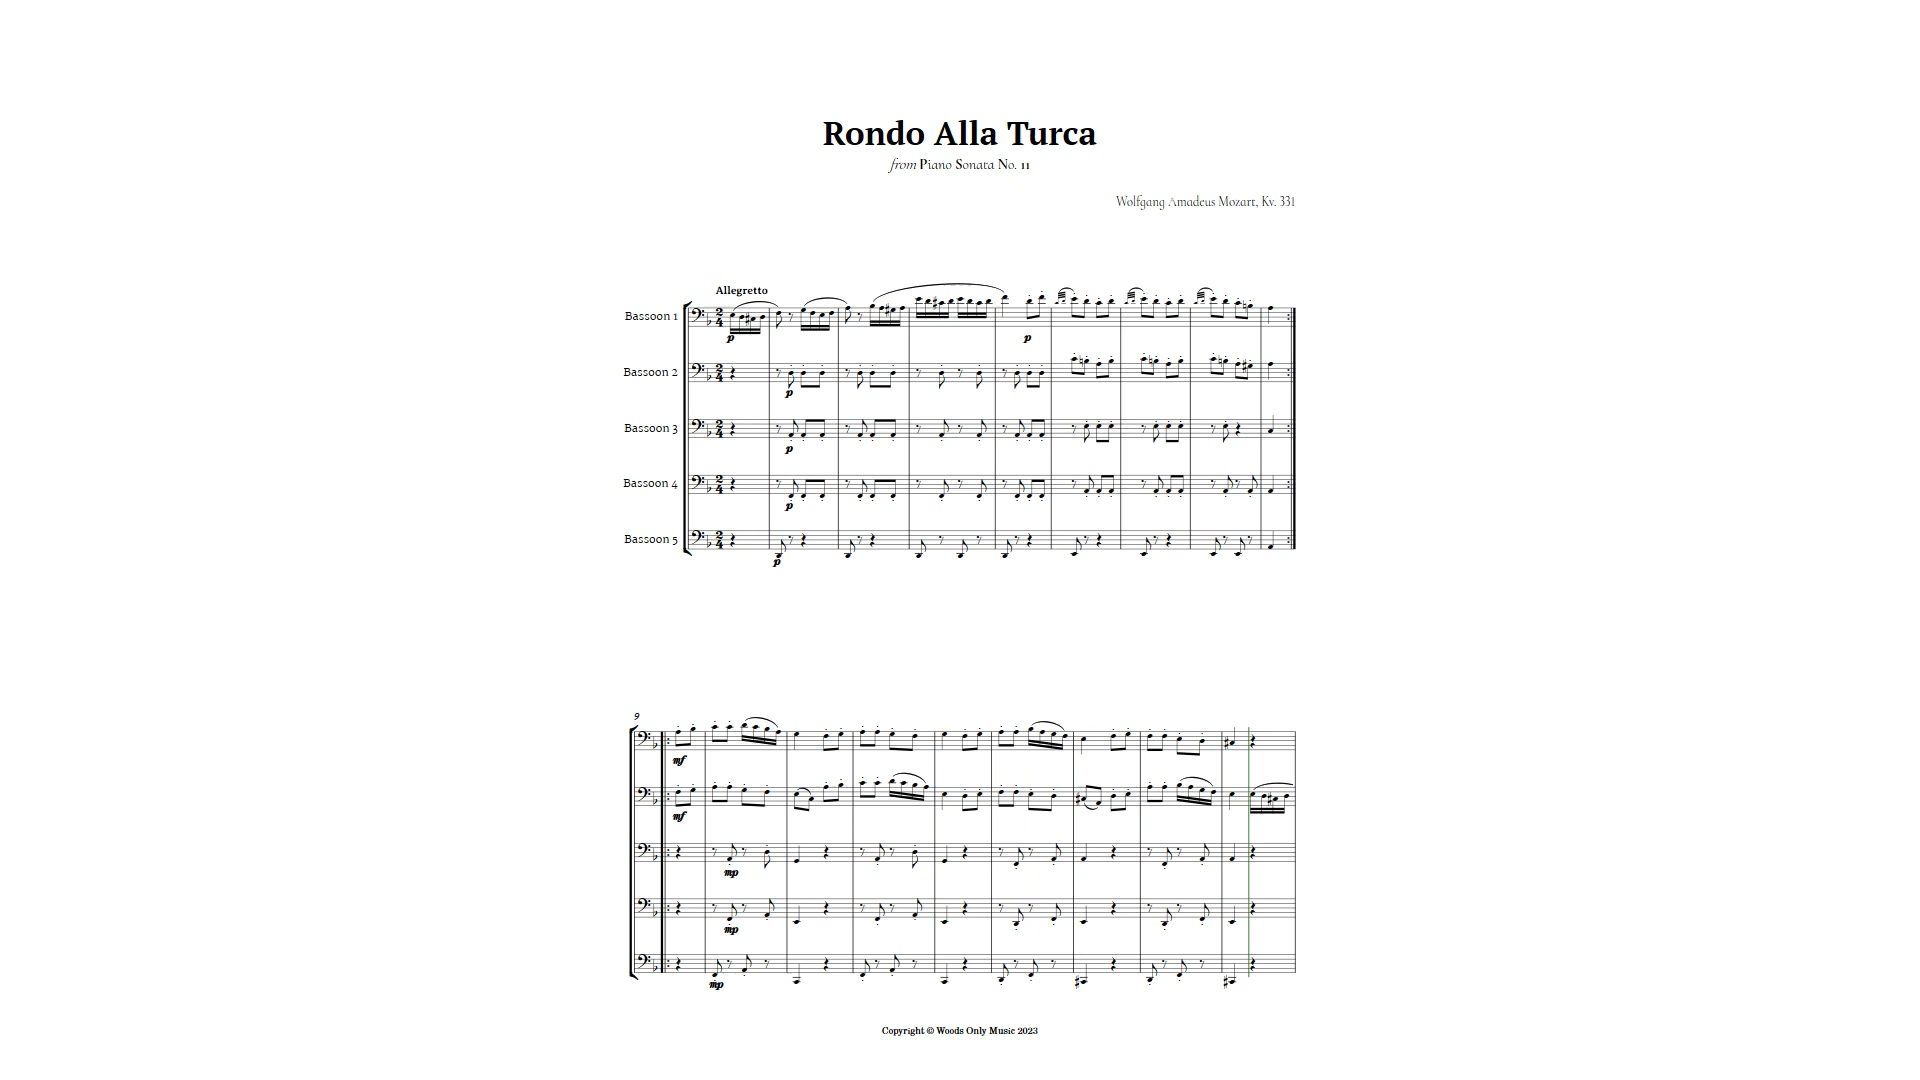 Rondo Alla Turca
from Piano Sonata No. 11
Wolfgang Amadeus Mozart, Kv. 331
Allegretto
Bassoon 1
p p
Bassoon 2
p
Bassoon 3
p
Bassoon 4
p
Bassoon 5
p
9
mf
mf
mp
mp
mp
Copyright © Woods Only Music 2023